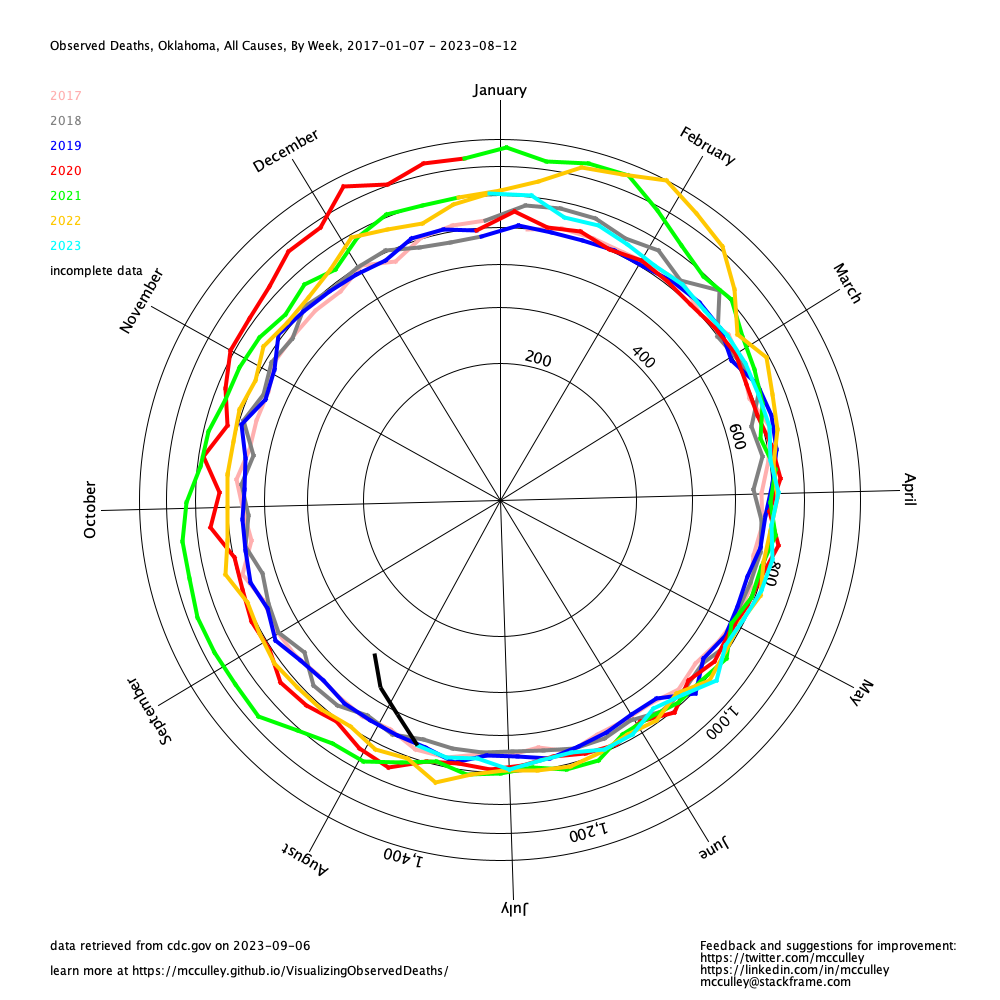 Observed Deaths, Oklahoma, All Causes, By Week, 2017-01-07 - 2023-08-12
2017
2018
2019
2020
2021
2022
2023
incomplete data
January
February
March
April
May
June
July
August
September
October
November
December
200
400
600
800
1,000
1,200
1,400
data retrieved from cdc.gov on 2023-09-06
learn more at https://mcculley.github.io/VisualizingObservedDeaths/
Feedback and suggestions for improvement:
https://twitter.com/mcculley
https://linkedin.com/in/mcculley
mcculley@stackframe.com